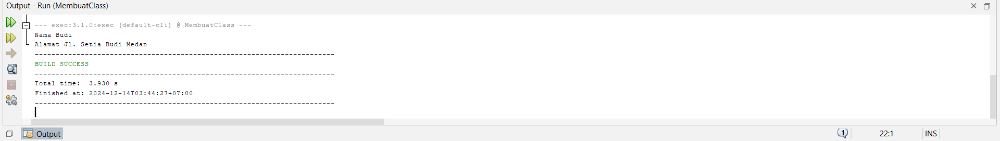 Output - Run (MembuatClass)
--- exec:3.1.0:exec (default-cli) @ MembuatClass ---
Nama Budi
Alamat Jl. Setia Budi Medan
------------------------------------------------------------------------
BUILD SUCCESS
------------------------------------------------------------------------
Total time:  3.930 s
Finished at: 2024-12-14T03:44:27+07:00
------------------------------------------------------------------------
Output
1
22:1
INS